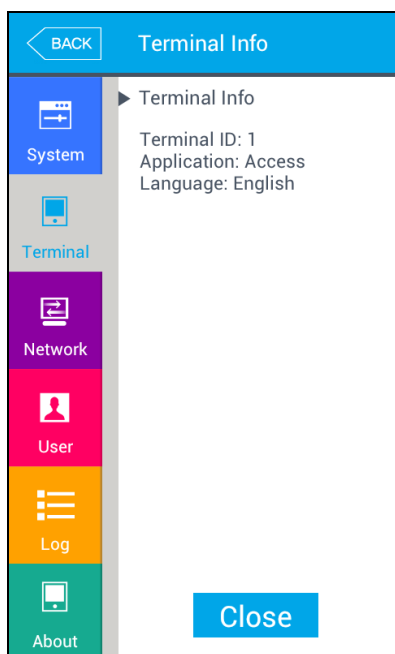 BACK
Terminal Info
System
Terminal
Network
User
Log
About
Terminal Info
Terminal ID: 1
Application: Access
Language: English
Close